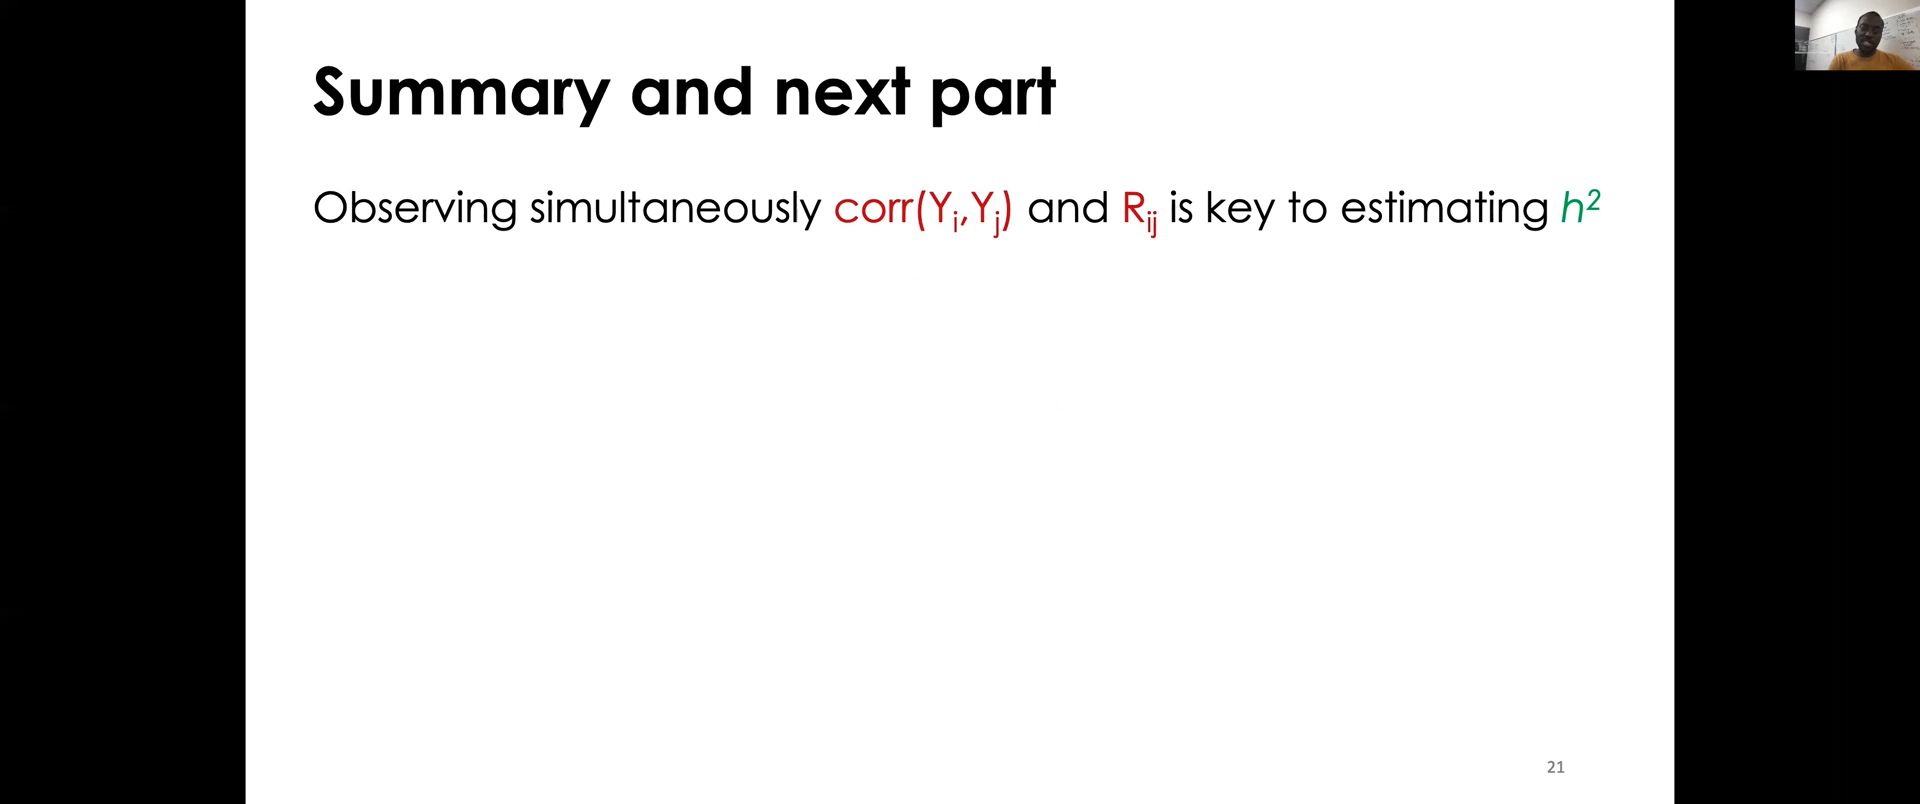 Summary and next part
Observing simultaneously corr(Yi,Yj) and Rij is key to estimating h²
21